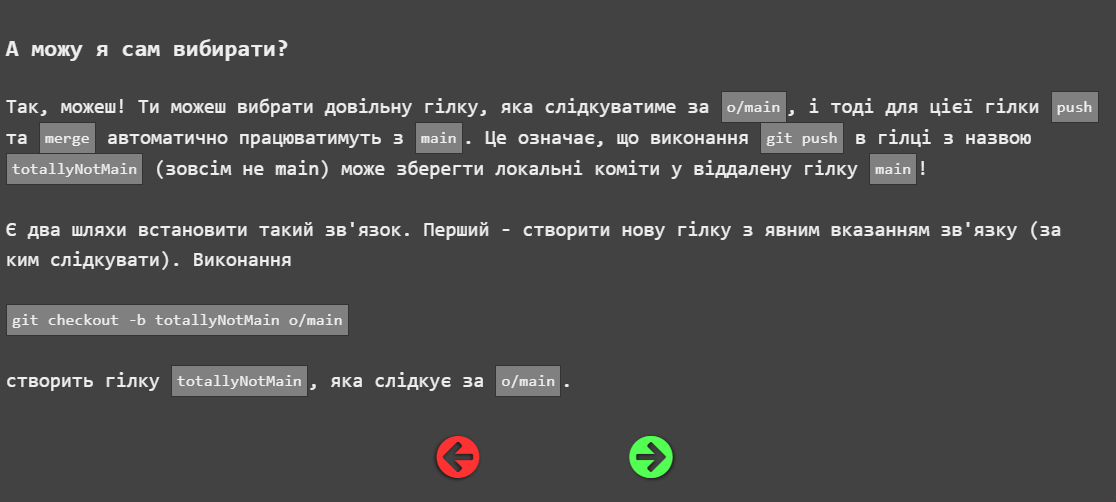 А можу я сам вибирати?
Так, можеш! Ти можеш вибрати довільну гілку, яка слідкуватиме за o/main, і тоді для цієї гілки push
та merge автоматично працюватимуть з main. Це означає, що виконання git push в гілці з назвою
totallyNotMain (зовсім не main) може зберегти локальні коміти у віддалену гілку main!
Є два шляхи встановити такий зв'язок. Перший - створити нову гілку з явним вказанням зв'язку (за
ким слідкувати). Виконання
git checkout -b totallyNotMain o/main
створить гілку totallyNotMain, яка слідкує за o/main.